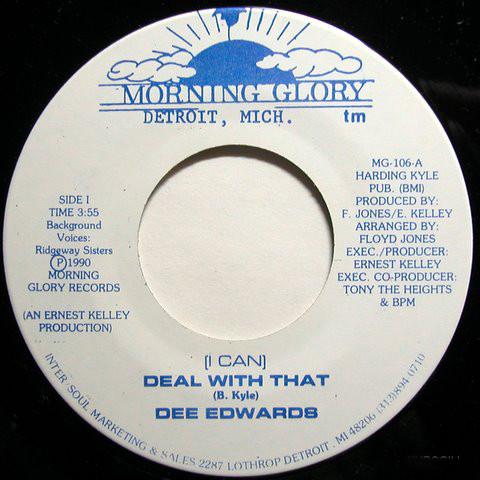 MORNING GLORY
DETROIT, MICH. tm
SIDE I
TIME 3:55
Background
Voices:
Ridgeway Sisters
Ⓟ1990
MORNING
GLORY RECORDS
(AN ERNEST KELLEY
PRODUCTION)
MG-106-A
HARDING KYLE
PUB. (BMI)
PRODUCED BY:
F. JONES/E. KELLEY
ARRANGED BY:
FLOYD JONES
EXEC./PRODUCER:
ERNEST KELLEY
EXEC. CO-PRODUCER:
TONY THE HEIGHTS
& BPM
[I CAN]
DEAL WITH THAT
(B. Kyle)
DEE EDWARDS
INTER/SOUL MARKETING & SALES 2287 LOTHROP DETROIT, MI 48206 (313)894-0710